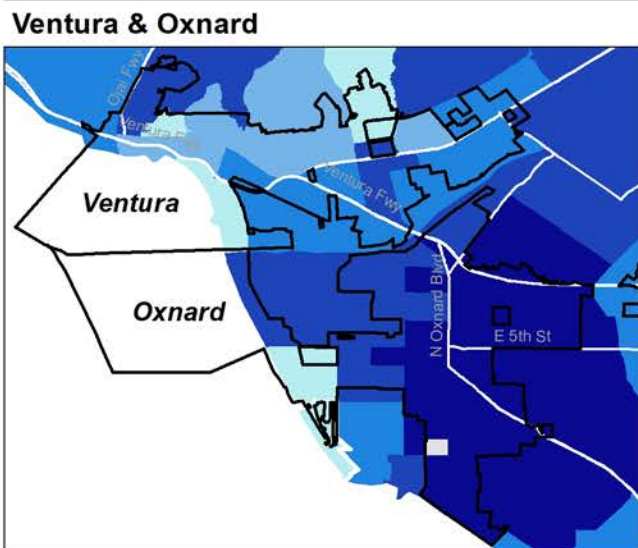 Ventura & Oxnard
Ojai Fwy
Ventura Fwy
Ventura Fwy
Ventura
Oxnard
N Oxnard Blvd
E 5th St